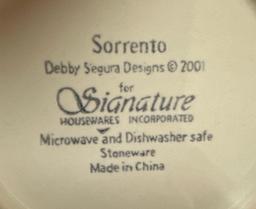 Sorrento
Debby Segura Designs © 2001
for
Signature
HOUSEWARES INCORPORATED
Microwave and Dishwasher safe
Stoneware
Made in China